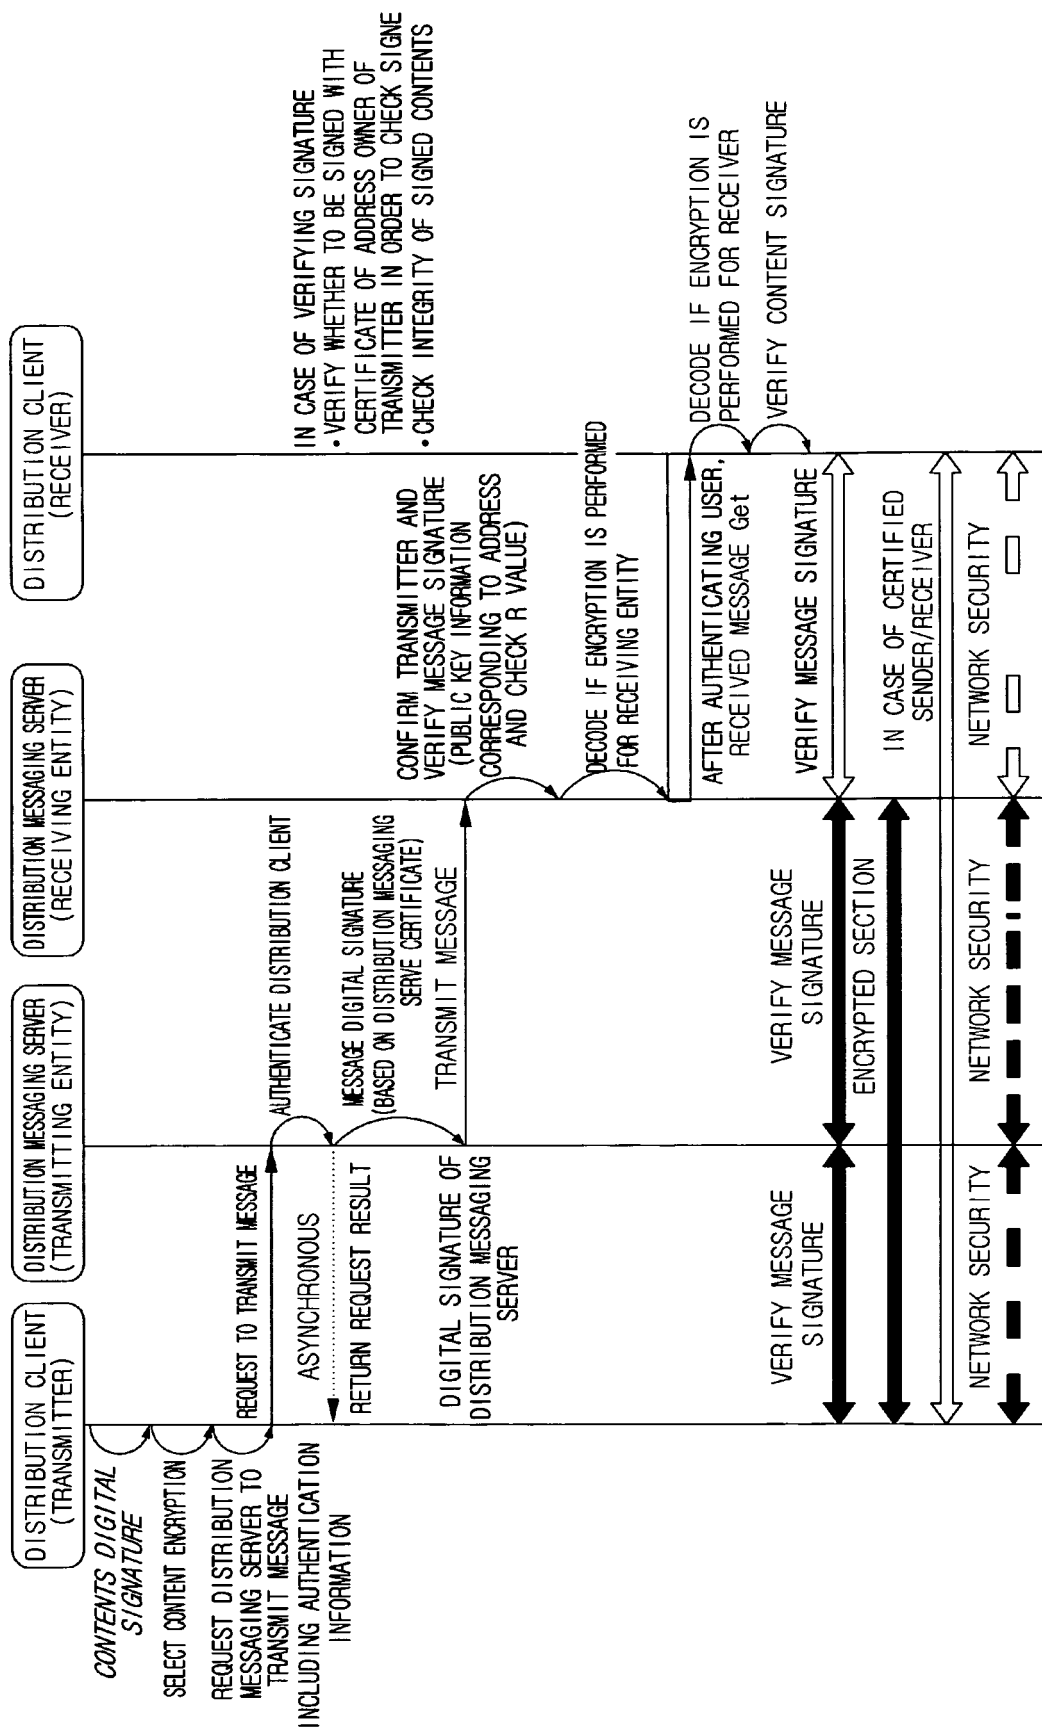 DISTRIBUTION CLIENT
(TRANSMITTER)
DISTRIBUTION MESSAGING SERVER
(TRANSMITTING ENTITY)
DISTRIBUTION MESSAGING SERVER
(RECEIVING ENTITY)
DISTRIBUTION CLIENT
(RECEIVER)
CONTENTS DIGITAL
SIGNATURE
SELECT CONTENT ENCRYPTION
REQUEST DISTRIBUTION
MESSAGING SERVER TO
TRANSMIT MESSAGE
INCLUDING AUTHENTICATION
INFORMATION
REQUEST TO TRANSMIT MESSAGE
ASYNCHRONOUS
RETURN REQUEST RESULT
DIGITAL SIGNATURE OF
DISTRIBUTION MESSAGING
SERVER
AUTHENTICATE DISTRIBUTION CLIENT
MESSAGE DIGITAL SIGNATURE
(BASED ON DISTRIBUTION MESSAGING
SERVE CERTIFICATE)
TRANSMIT MESSAGE
CONFIRM TRANSMITTER AND
VERIFY MESSAGE SIGNATURE
(PUBLIC KEY INFORMATION
CORRESPONDING TO ADDRESS
AND CHECK R VALUE)
DECODE IF ENCRYPTION IS PERFORMED
FOR RECEIVING ENTITY
AFTER AUTHENTICATING USER,
RECEIVED MESSAGE Get
IN CASE OF VERIFYING SIGNATURE
· VERIFY WHETHER TO BE SIGNED WITH
CERTIFICATE OF ADDRESS OWNER OF
TRANSMITTER IN ORDER TO CHECK SIGNE
· CHECK INTEGRITY OF SIGNED CONTENTS
DECODE IF ENCRYPTION IS
PERFORMED FOR RECEIVER
VERIFY CONTENT SIGNATURE
VERIFY MESSAGE
SIGNATURE
VERIFY MESSAGE
SIGNATURE
VERIFY MESSAGE SIGNATURE
ENCRYPTED SECTION
IN CASE OF CERTIFIED
SENDER/RECEIVER
NETWORK SECURITY
NETWORK SECURITY
NETWORK SECURITY